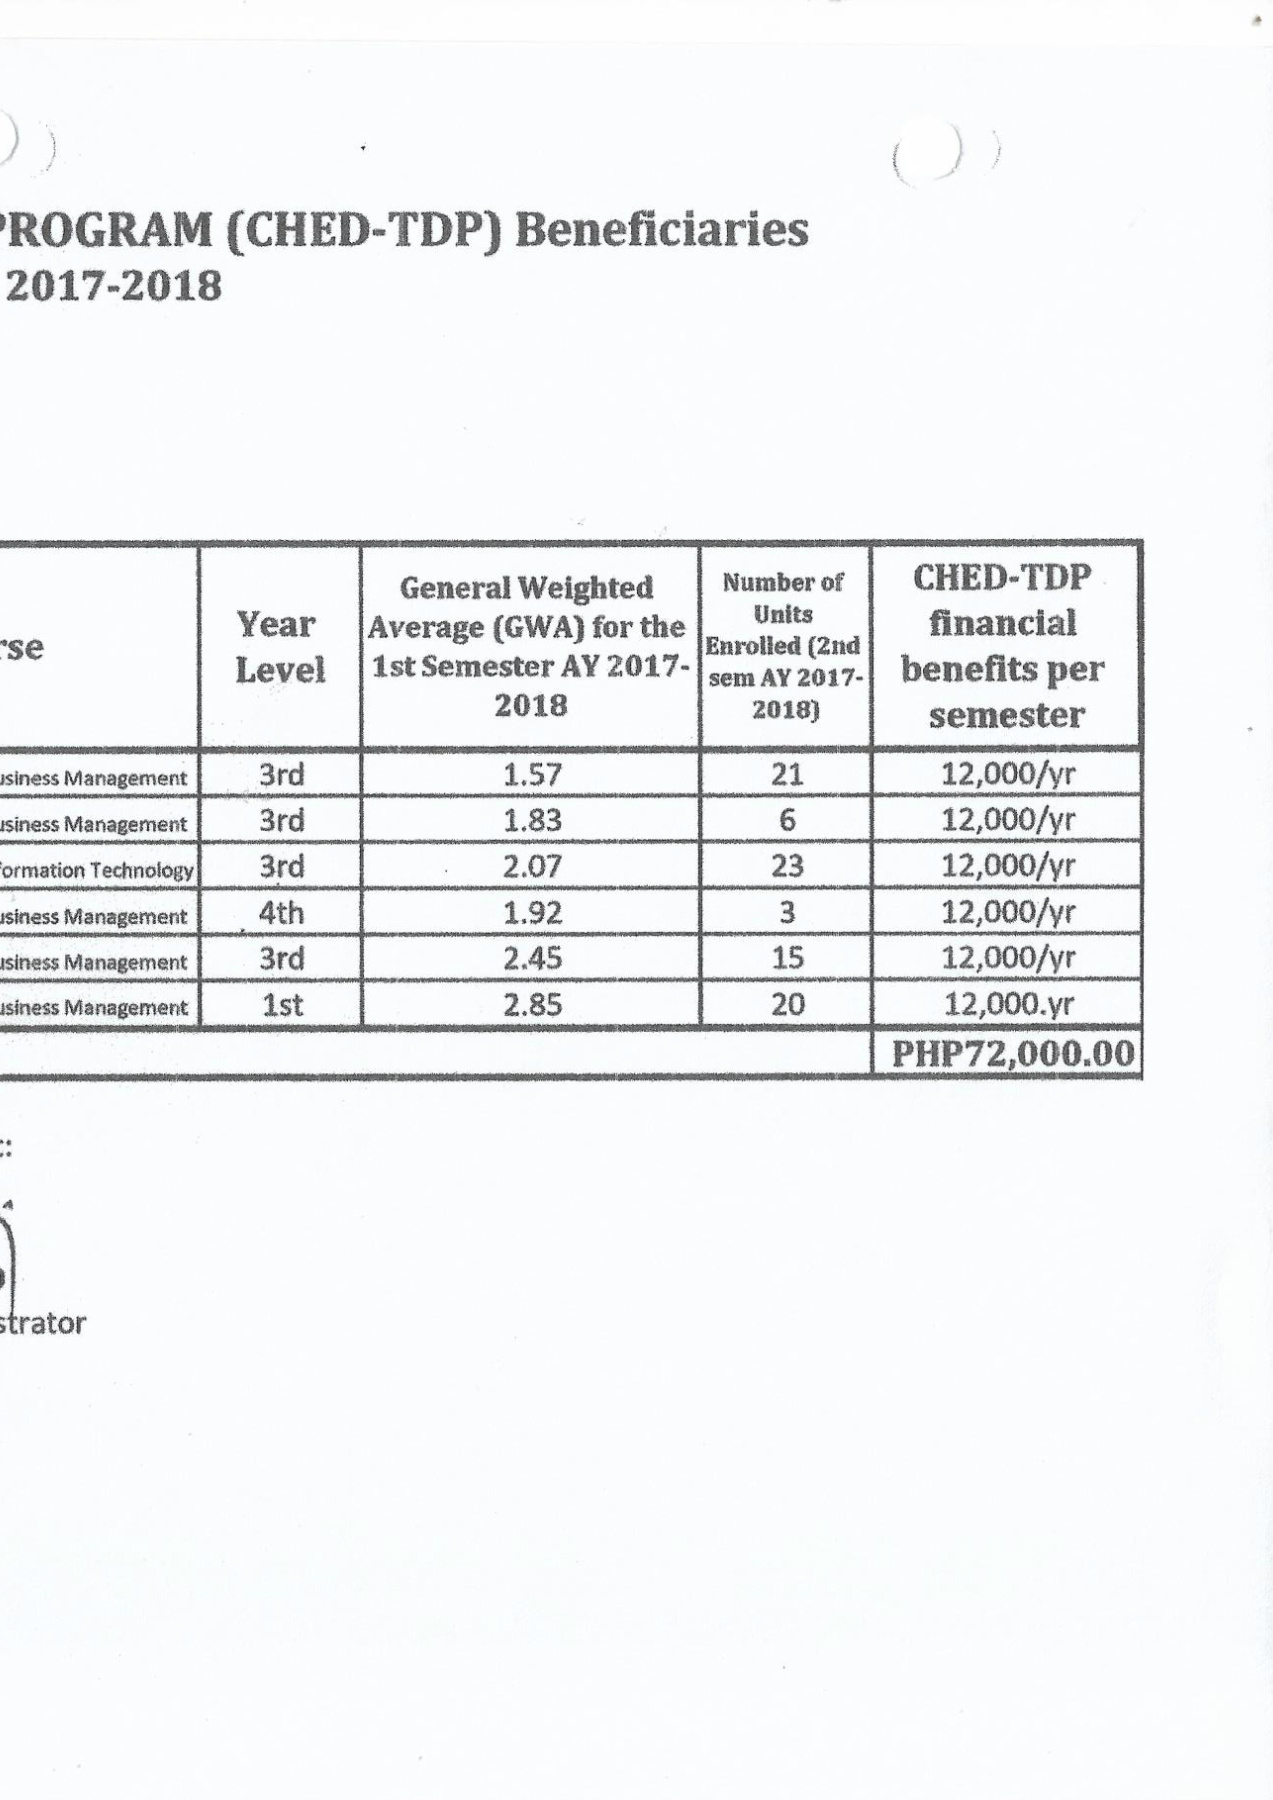 PROGRAM (CHED-TDP) Beneficiaries
2017-2018
rse
Year
Level
General Weighted
Average (GWA) for the
1st Semester AY 2017-
2018
Number of
Units
Enrolled (2nd
sem AY 2017-
2018)
CHED-TDP
financial
benefits per
semester
usiness Management 3rd 1.57 21 12,000/yr
usiness Management 3rd 1.83 6 12,000/yr
formation Technology 3rd 2.07 23 12,000/yr
usiness Management 4th 1.92 3 12,000/yr
usiness Management 3rd 2.45 15 12,000/yr
usiness Management 1st 2.85 20 12,000.yr
PHP72,000.00
strator